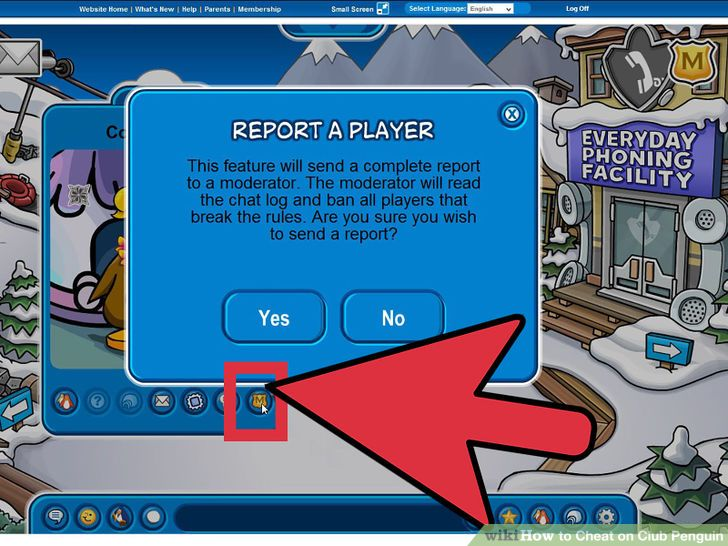 Website Home | What's New | Help | Parents | Membership
Small Screen
Select Language: English
Log Off
M
Co
REPORT A PLAYER
X
This feature will send a complete report
to a moderator. The moderator will read
the chat log and ban all players that
break the rules. Are you sure you wish
to send a report?
Yes
No
EVERYDAY
PHONING
FACILITY
?
M
wikiHow to Cheat on Club Penguin